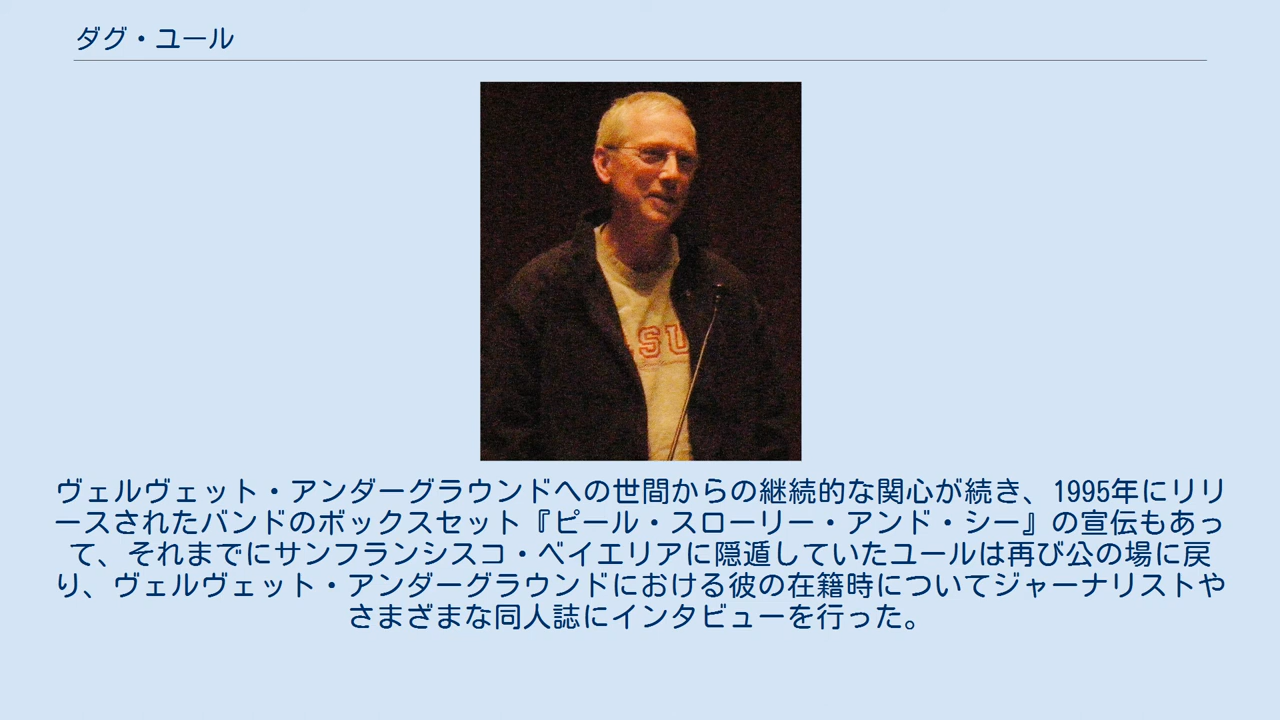 ダグ・ユール
SU
ヴェルヴェット・アンダーグラウンドへの世間からの継続的な関心が続き、1995年にリリ
ースされたバンドのボックスセット『ピール・スローリー・アンド・シー』の宣伝もあっ
て、それまでにサンフランシスコ・ベイエリアに隠遁していたユールは再び公の場に戻
り、ヴェルヴェット・アンダーグラウンドにおける彼の在籍時についてジャーナリストや
さまざまな同人誌にインタビューを行った。